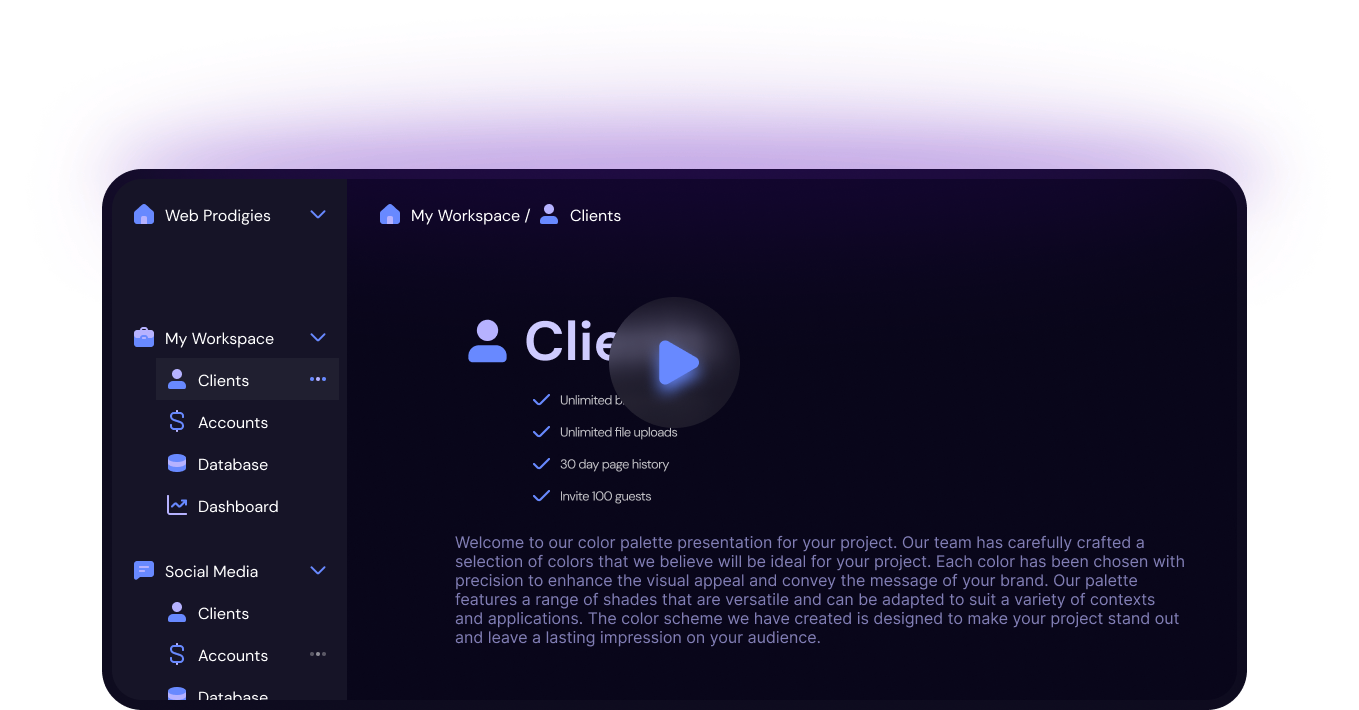 Web Prodigies
My Workspace / Clients
My Workspace
Clients
Accounts
Database
Dashboard
Social Media
Clients
Accounts
Database
Unlimited
Unlimited file uploads
30 day page history
Invite 100 guests
Welcome to our color palette presentation for your project. Our team has carefully crafted a
selection of colors that we believe will be ideal for your project. Each color has been chosen with
precision to enhance the visual appeal and convey the message of your brand. Our palette
features a range of shades that are versatile and can be adapted to suit a variety of contexts
and applications. The color scheme we have created is designed to make your project stand out
and leave a lasting impression on your audience.